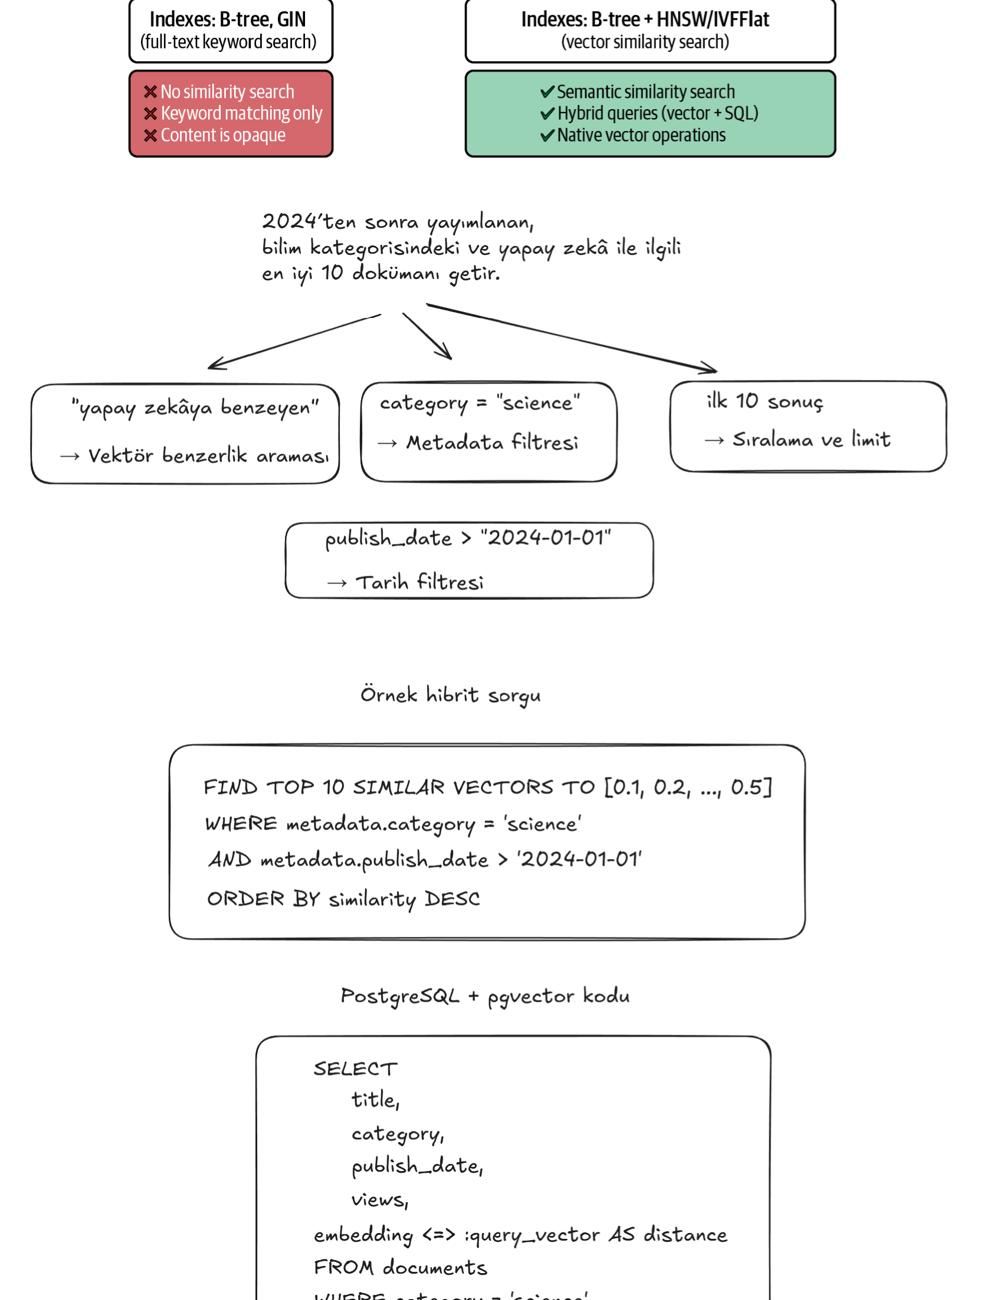 Indexes: B-tree, GIN
(full-text keyword search)
✖ No similarity search
✖ Keyword matching only
✖ Content is opaque
Indexes: B-tree + HNSW/IVFFlat
(vector similarity search)
✔ Semantic similarity search
✔ Hybrid queries (vector + SQL)
✔ Native vector operations
2024'ten sonra yayımlanan,
bilim kategorisindeki ve yapay zekâ ile ilgili
en iyi 10 dokümanı getir.
"yapay zekâya benzeyen"
→ Vektör benzerlik araması
category = "science"
→ Metadata filtresi
ilk 10 sonuç
→ Sıralama ve limit
publish_date > "2024-01-01"
→ Tarih filtresi
Örnek hibrit sorgu
FIND TOP 10 SIMILAR VECTORS TO [0.1, 0.2, ..., 0.5]
WHERE metadata.category = 'science'
AND metadata.publish_date > '2024-01-01'
ORDER BY similarity DESC
PostgreSQL + pgvector kodu
SELECT
title,
category,
publish_date,
views,
embedding <=> :query_vector AS distance
FROM documents
WHERE category = 'science'